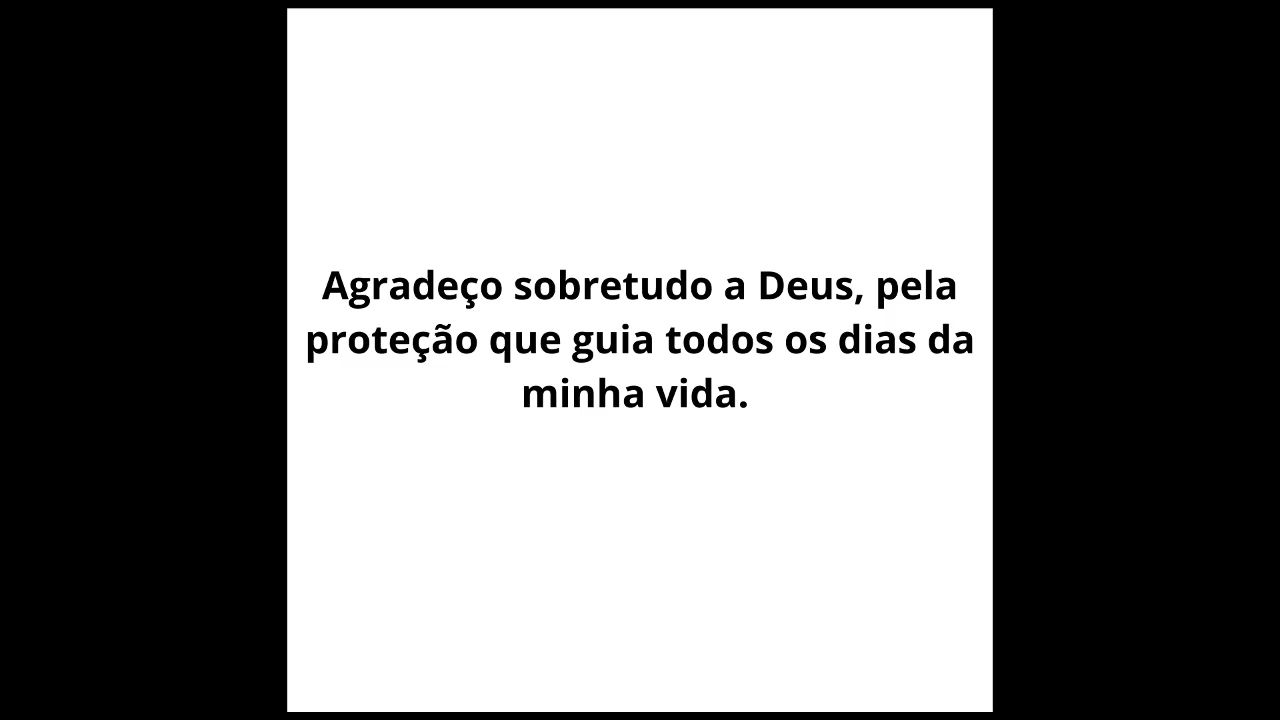 Agradeço sobretudo a Deus, pela
proteção que guia todos os dias da
minha vida.